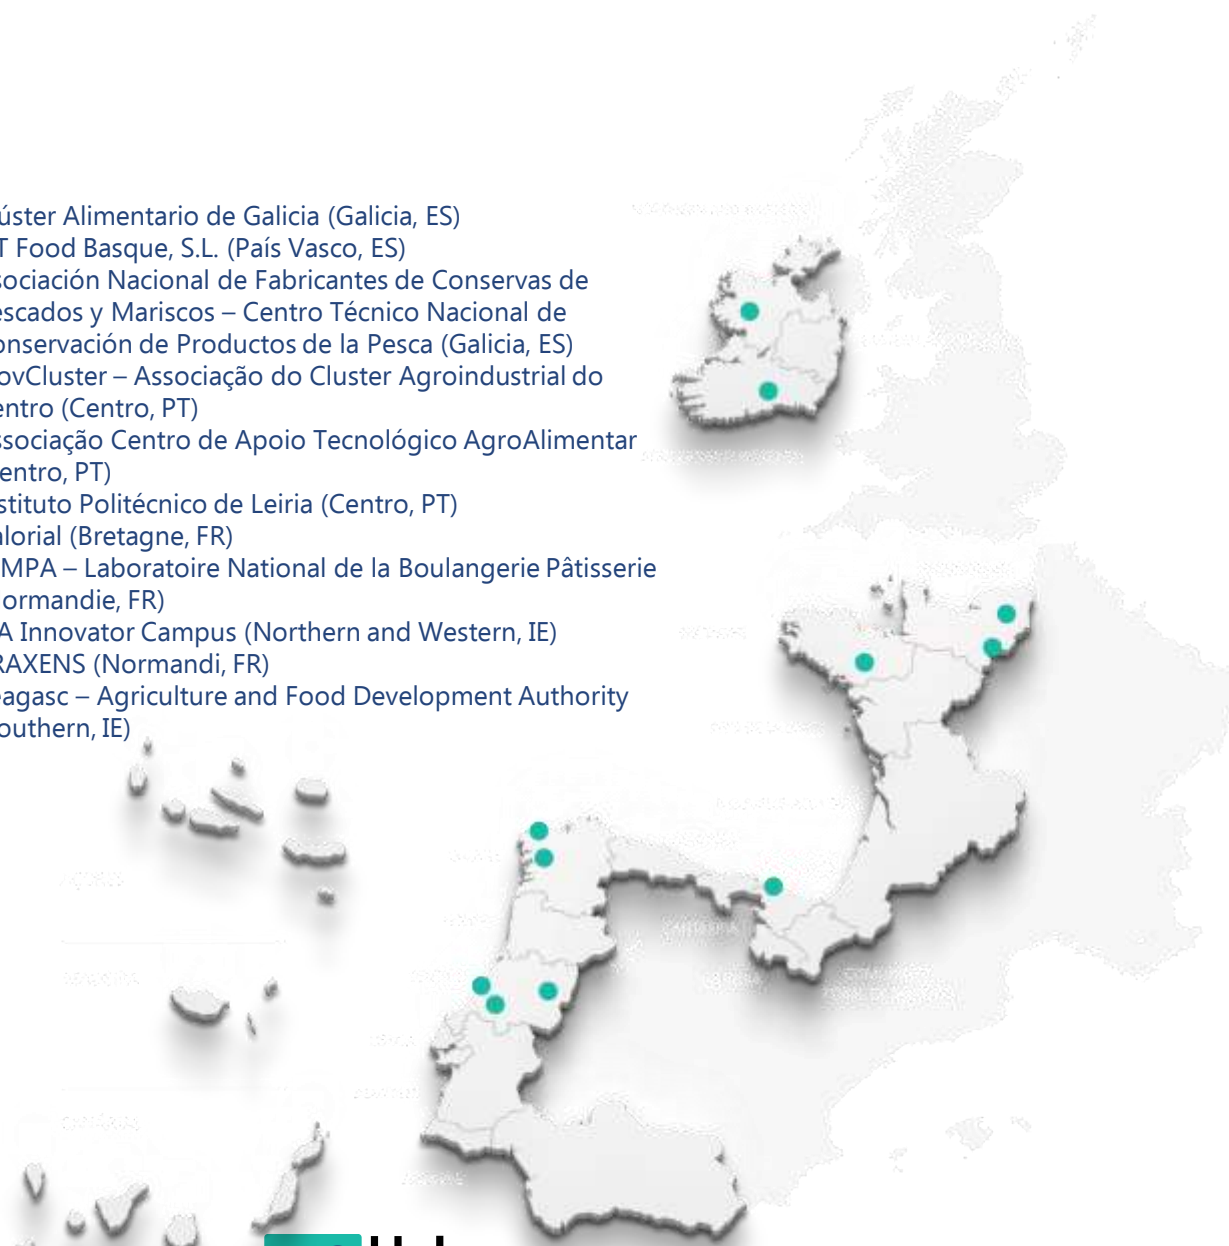 úster Alimentario de Galicia (Galicia, ES)
T Food Basque, S.L. (País Vasco, ES)
sociación Nacional de Fabricantes de Conservas de
escados y Mariscos – Centro Técnico Nacional de
onservación de Productos de la Pesca (Galicia, ES)
ovCluster – Associação do Cluster Agroindustrial do
entro (Centro, PT)
ssociação Centro de Apoio Tecnológico AgroAlimentar
entro, PT)
stituto Politécnico de Leiria (Centro, PT)
alorial (Bretagne, FR)
MPA – Laboratoire National de la Boulangerie Pâtisserie
ormandie, FR)
A Innovator Campus (Northern and Western, IE)
RAXENS (Normandi, FR)
eagasc – Agriculture and Food Development Authority
outhern, IE)